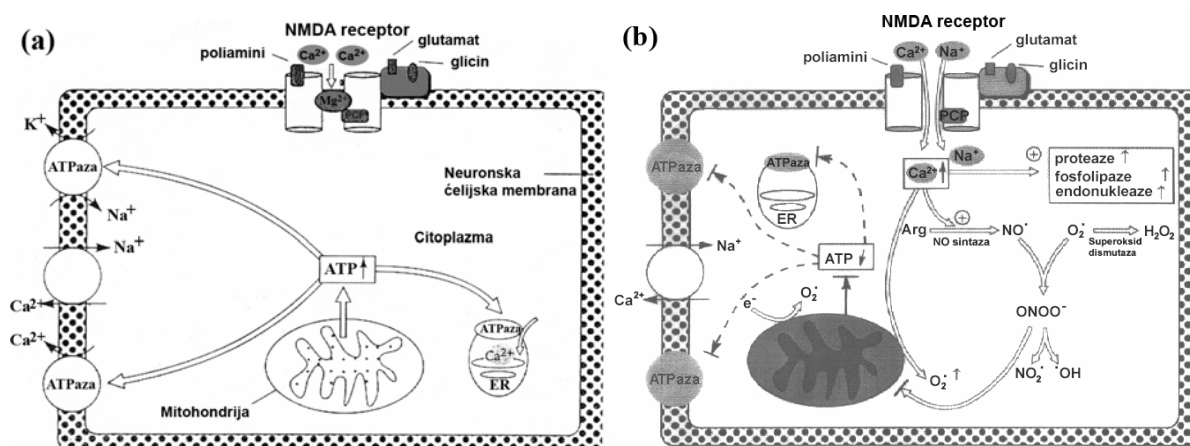 (a)
NMDA receptor
poliamini
Ca²⁺
Ca²⁺
glutamat
glicin
Mg²⁺
PCP
K⁺
ATPaza
Na⁺
Na⁺
Ca²⁺
Ca²⁺
ATPaza
Neuronska
ćelijska membrana
Citoplazma
ATP ↑
ATPaza
Ca²⁺
ER
Mitohondrija
(b)
NMDA receptor
poliamini
Ca²⁺
Na⁺
glutamat
glicin
PCP
ATPaza
ATPaza
ER
Na⁺
Ca²⁺ ↑
Na⁺
+
proteaze ↑
fosfolipaze
endonukleaze ↑
+
Arg
NO sintaza
NO˙
O₂˙
Superoksid
dismutaza
H₂O₂
ATP ↓
Ca²⁺
e⁻
O₂˙
ONOO⁻
ATPaza
O₂˙ ↑
NO₂˙
˙OH